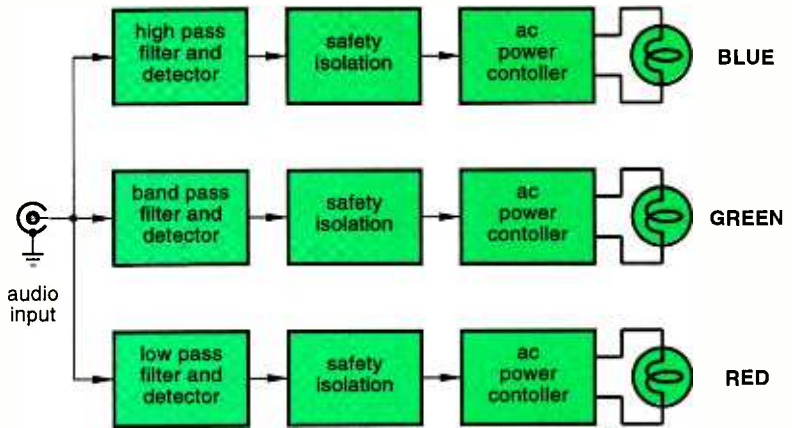 high pass
filter and
detector
safety
isolation
ac
power
contoller
BLUE
band pass
filter and
detector
safety
isolation
ac
power
contoller
GREEN
audio
input
low pass
filter and
detector
safety
isolation
ac
power
contoller
RED